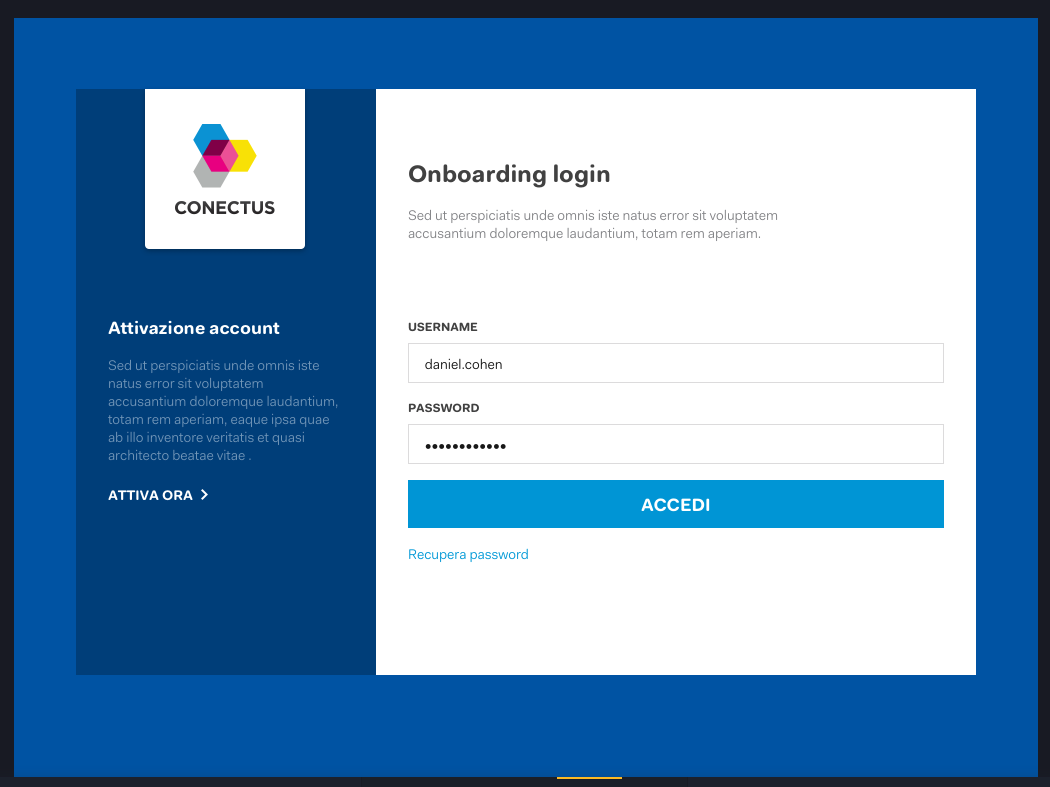 CONECTUS
Attivazione account
Sed ut perspiciatis unde omnis iste
natus error sit voluptatem
accusantium doloremque laudantium,
totam rem aperiam, eaque ipsa quae
ab illo inventore veritatis et quasi
architecto beatae vitae .
ATTIVA ORA
Onboarding login
Sed ut perspiciatis unde omnis iste natus error sit voluptatem
accusantium doloremque laudantium, totam rem aperiam.
USERNAME
daniel.cohen
PASSWORD
••••••••••••
ACCEDI
Recupera password